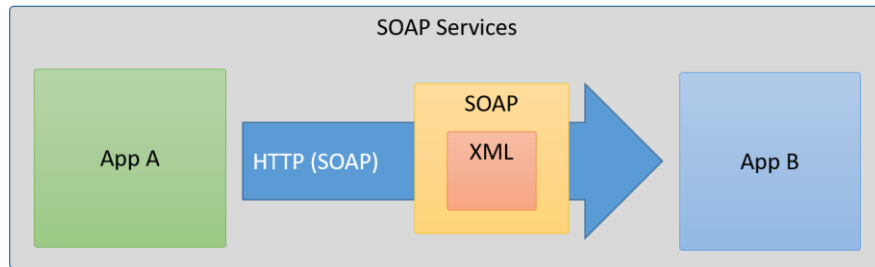 SOAP Services
App A
HTTP (SOAP)
SOAP
XML
App B